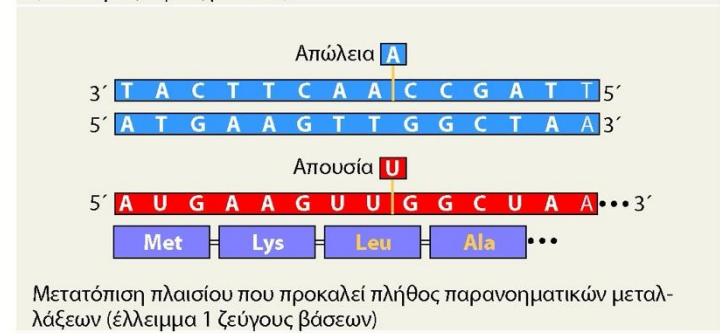 Απώλεια A
3´ T A C T T C A A C C G A T T 5´
5´ A T G A A G T T G G C T A A 3´
Απουσία U
5´ A U G A A G U U G G C U A A ••• 3´
Met Lys Leu Ala •••
Μετατόπιση πλαισίου που προκαλεί πλήθος παρανοηματικών μεταλ-
λάξεων (έλλειμμα 1 ζεύγους βάσεων)